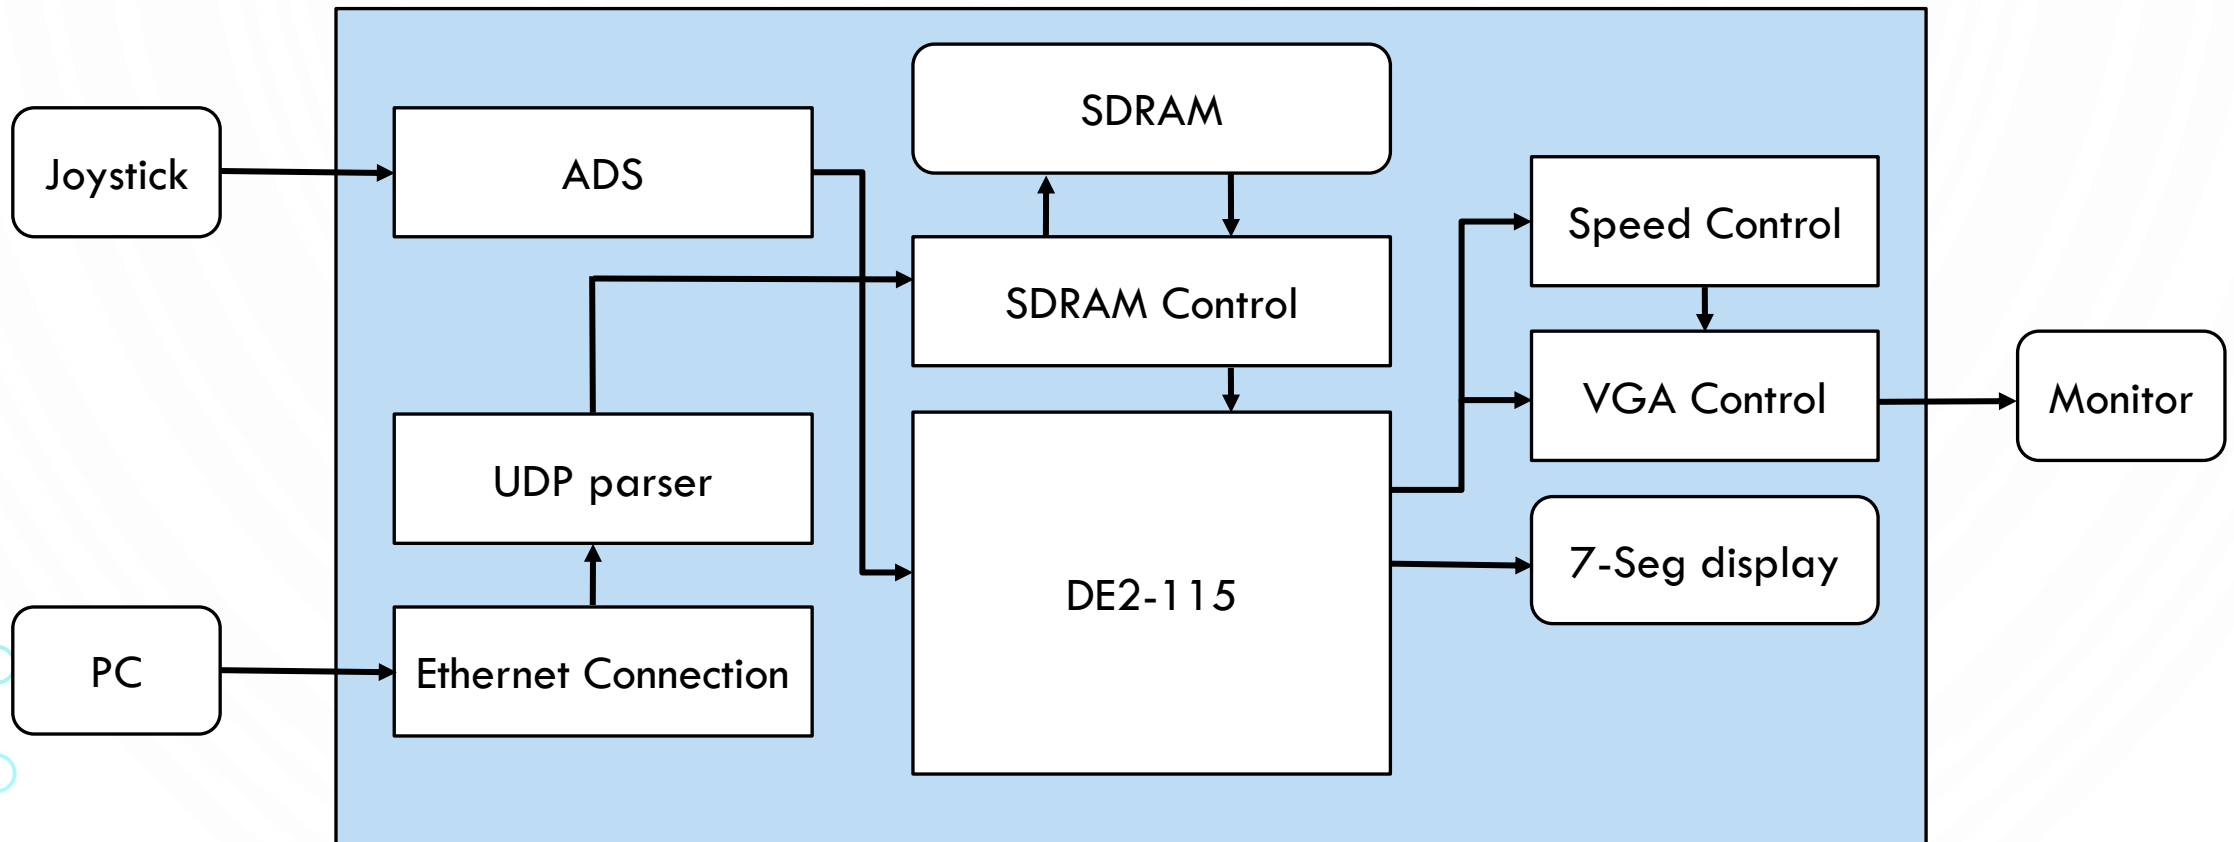 Joystick
ADS
SDRAM
Speed Control
SDRAM Control
VGA Control
Monitor
UDP parser
7-Seg display
DE2-115
PC
Ethernet Connection